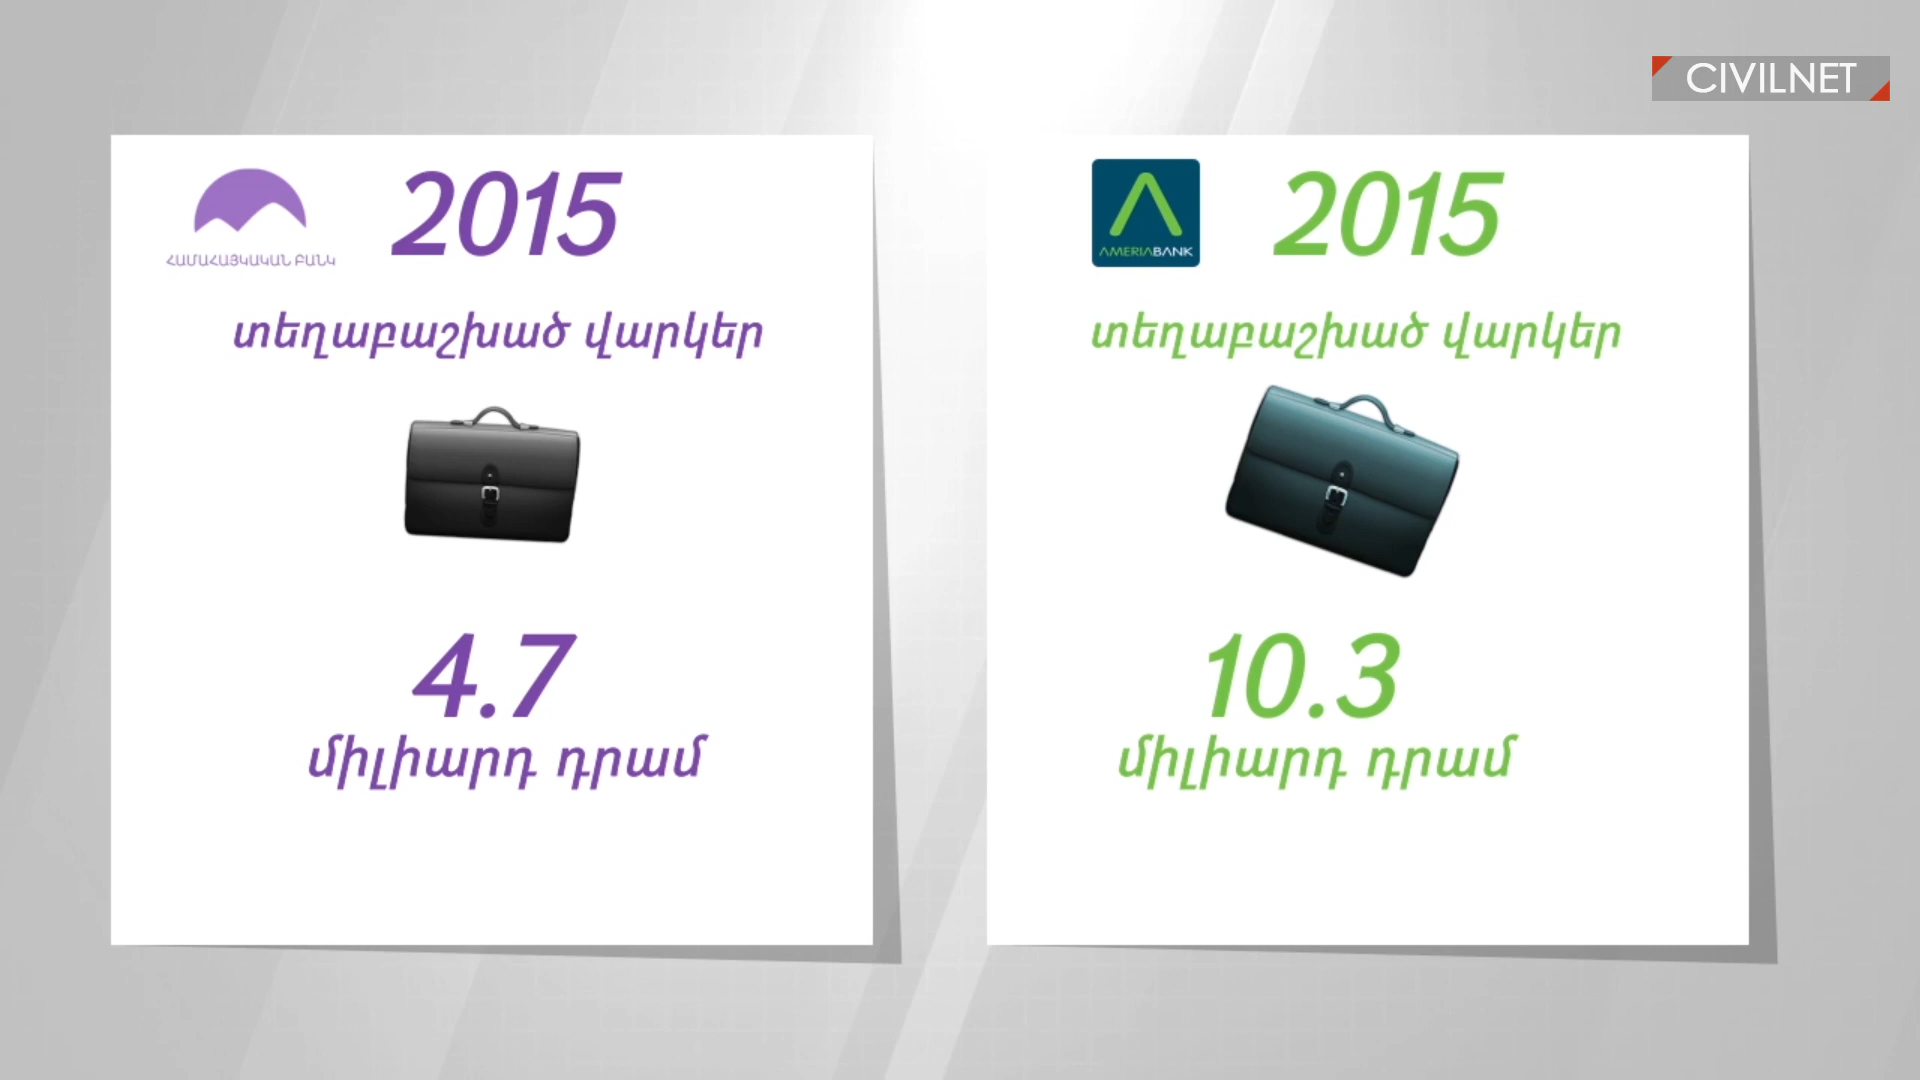 CIVILNET
2015
ՀԱՄԱՀԱՅԿԱԿԱՆ ԲԱՆԿ
տեղաբաշխած վարկեր
4.7
միլիարդ դրամ
2015
AMERIABANK
տեղաբաշխած վարկեր
10.3
միլիարդ դրամ